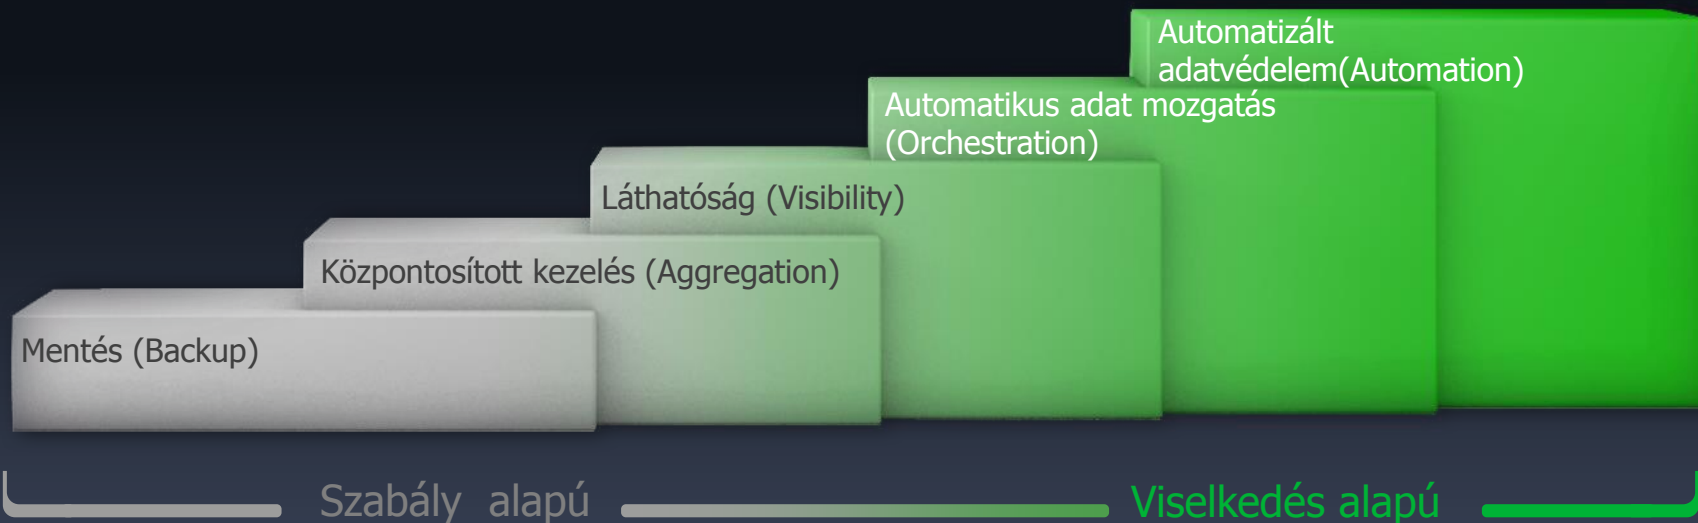 Automatizált
adatvédelem(Automation)
Automatikus adat mozgatás
(Orchestration)
Láthatóság (Visibility)
Központosított kezelés (Aggregation)
Mentés (Backup)
Szabály alapú
Viselkedés alapú